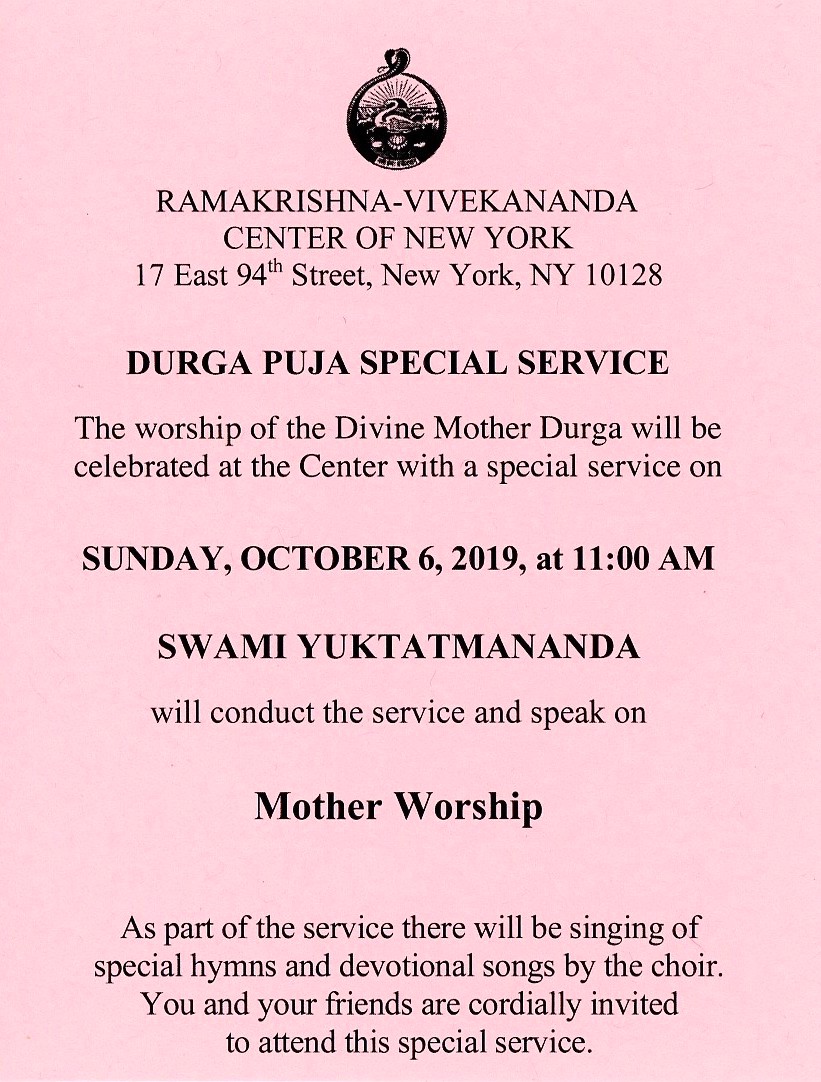 RAMAKRISHNA-VIVEKANANDA
CENTER OF NEW YORK
17 East 94th Street, New York, NY 10128
DURGA PUJA SPECIAL SERVICE
The worship of the Divine Mother Durga will be
celebrated at the Center with a special service on
SUNDAY, OCTOBER 6, 2019, at 11:00 AM
SWAMI YUKTATMANANDA
will conduct the service and speak on
Mother Worship
As part of the service there will be singing of
special hymns and devotional songs by the choir.
You and your friends are cordially invited
to attend this special service.